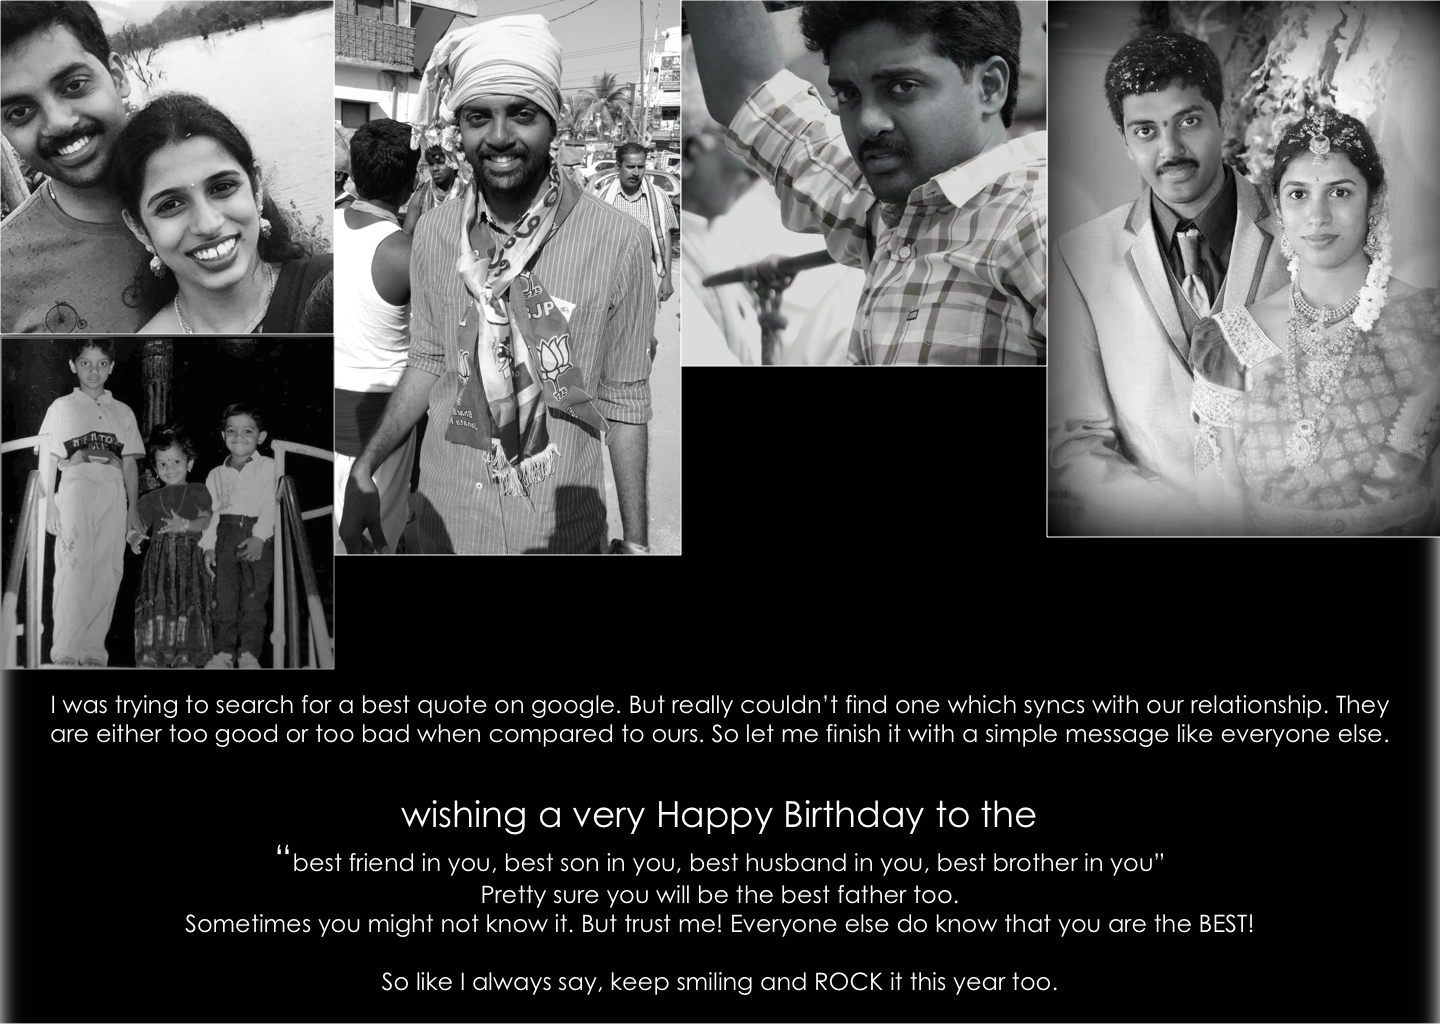 BJP
MENTO
I was trying to search for a best quote on google. But really couldn't find one which syncs with our relationship. They
are either too good or too bad when compared to ours. So let me finish it with a simple message like everyone else.
wishing a very Happy Birthday to the
“best friend in you, best son in you, best husband in you, best brother in you”
Pretty sure you will be the best father too.
Sometimes you might not know it. But trust me! Everyone else do know that you are the BEST!
So like I always say, keep smiling and ROCK it this year too.